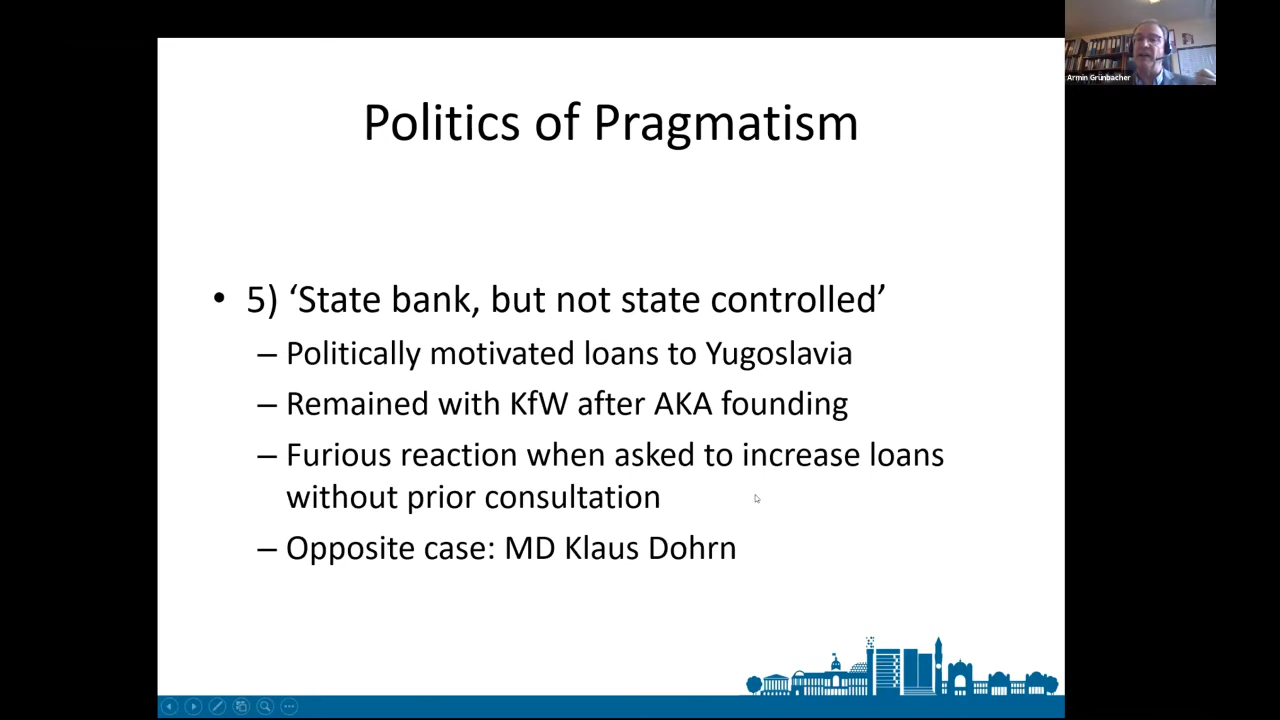 Armin Grünbacher
Politics of Pragmatism
• 5) ‘State bank, but not state controlled’
– Politically motivated loans to Yugoslavia
– Remained with KfW after AKA founding
– Furious reaction when asked to increase loans
without prior consultation
– Opposite case: MD Klaus Dohrn